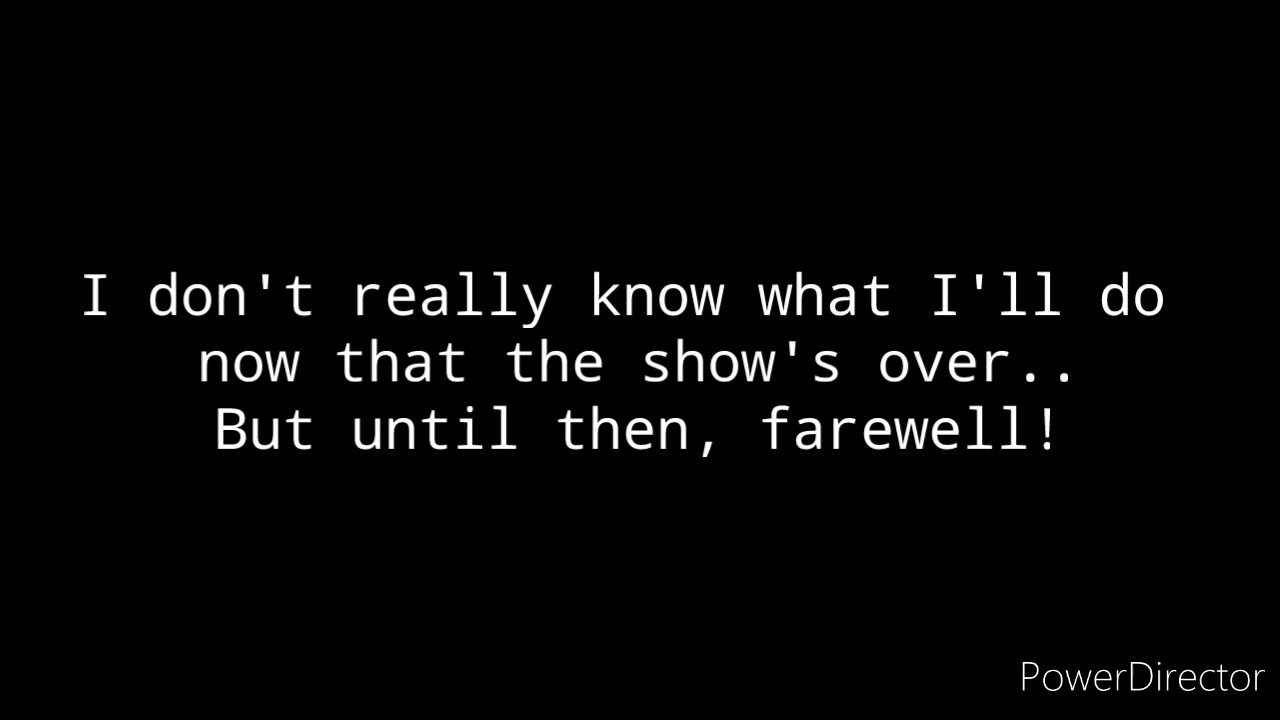 I don't really know what I'll do
now that the show's over..
But until then, farewell!
PowerDirector